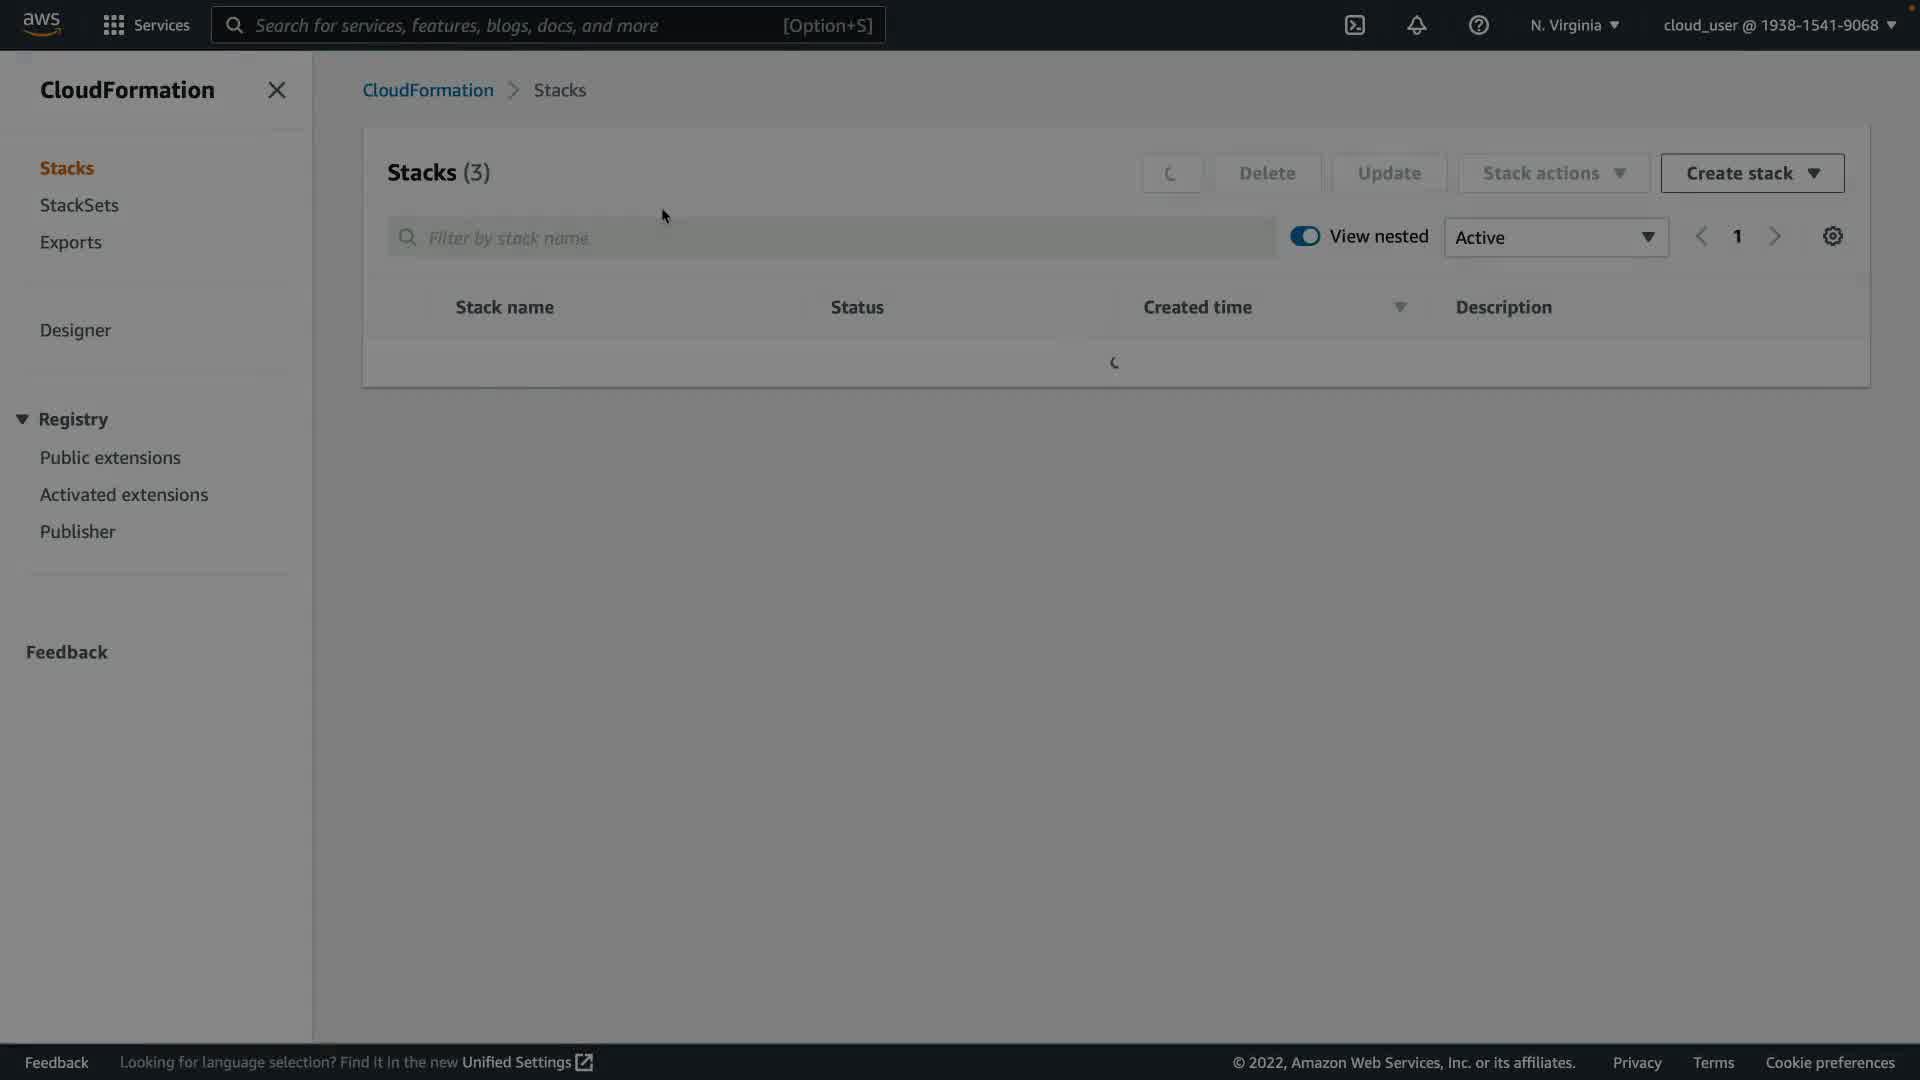 aws
Services
Search for services, features, blogs, docs, and more
[Option+S]
N. Virginia
cloud_user @ 1938-1541-9068
CloudFormation
Stacks
StackSets
Exports
Designer
Registry
Public extensions
Activated extensions
Publisher
Feedback
CloudFormation
Stacks
Stacks (3)
Delete
Update
Stack actions
Create stack
Filter by stack name
View nested
Active
1
Stack name
Status
Created time
Description
Feedback
Looking for language selection? Find it in the new Unified Settings
© 2022, Amazon Web Services, Inc. or its affiliates.
Privacy
Terms
Cookie preferences